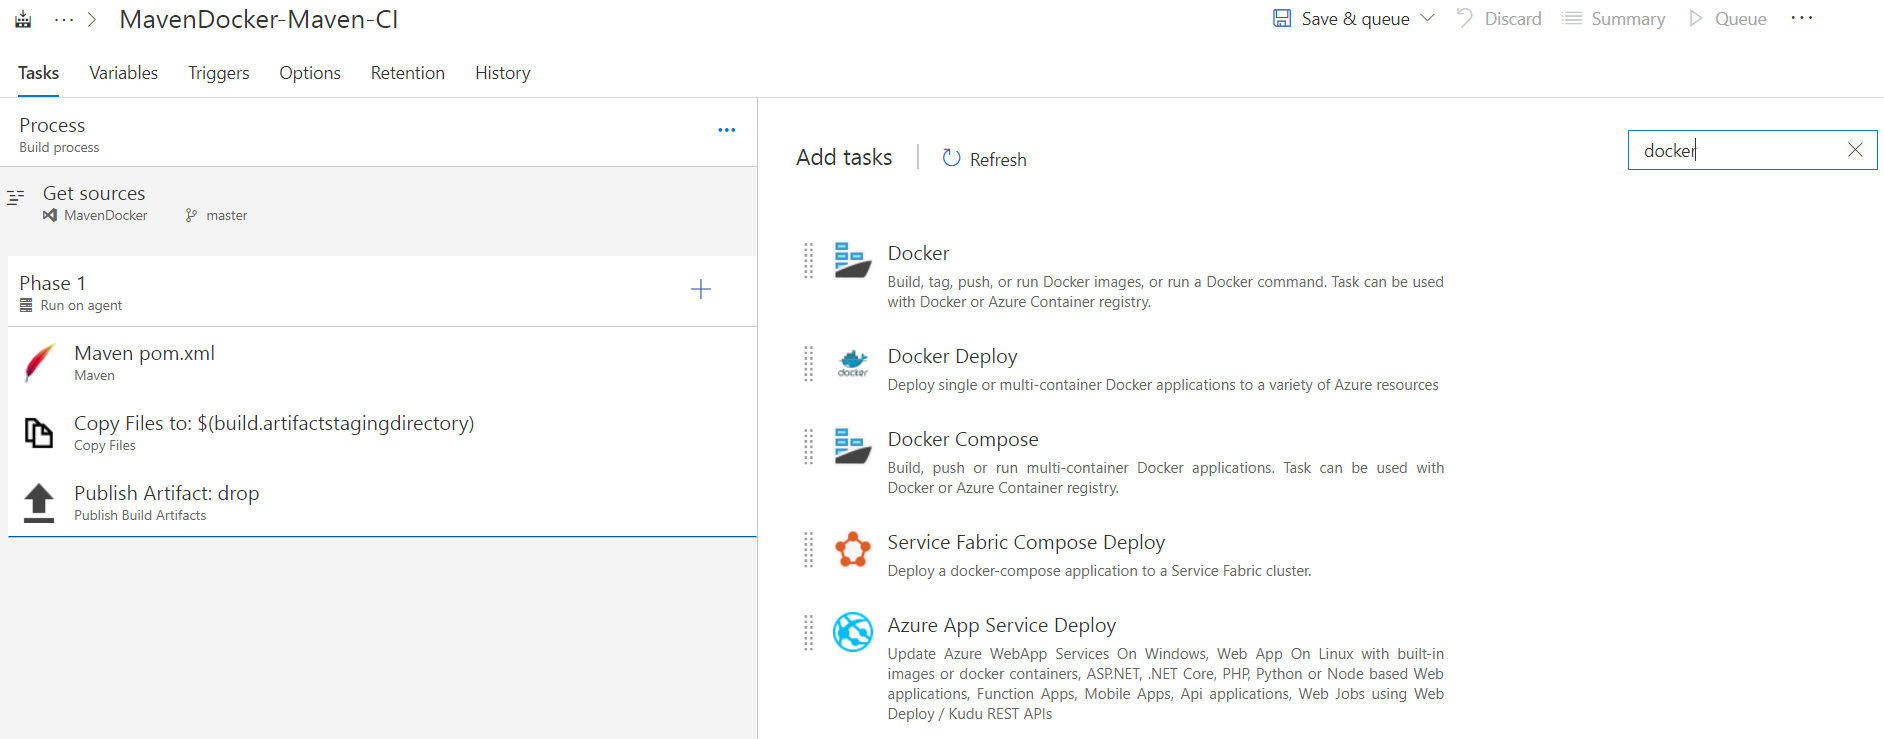 MavenDocker-Maven-CI
Save & queue
Discard
Summary
Queue
Tasks
Variables
Triggers
Options
Retention
History
Process
Build process
Get sources
MavenDocker
master
Phase 1
Run on agent
Maven pom.xml
Maven
Copy Files to: $(build.artifactstagingdirectory)
Copy Files
Publish Artifact: drop
Publish Build Artifacts
Add tasks
Refresh
docker
Docker
Build, tag, push, or run Docker images, or run a Docker command. Task can be used
with Docker or Azure Container registry.
docker
Docker Deploy
Deploy single or multi-container Docker applications to a variety of Azure resources
Docker Compose
Build, push or run multi-container Docker applications. Task can be used with
Docker or Azure Container registry.
Service Fabric Compose Deploy
Deploy a docker-compose application to a Service Fabric cluster.
Azure App Service Deploy
Update Azure WebApp Services On Windows, Web App On Linux with built-in
images or docker containers, ASP.NET, .NET Core, PHP, Python or Node based Web
applications, Function Apps, Mobile Apps, Api applications, Web Jobs using Web
Deploy / Kudu REST APIs